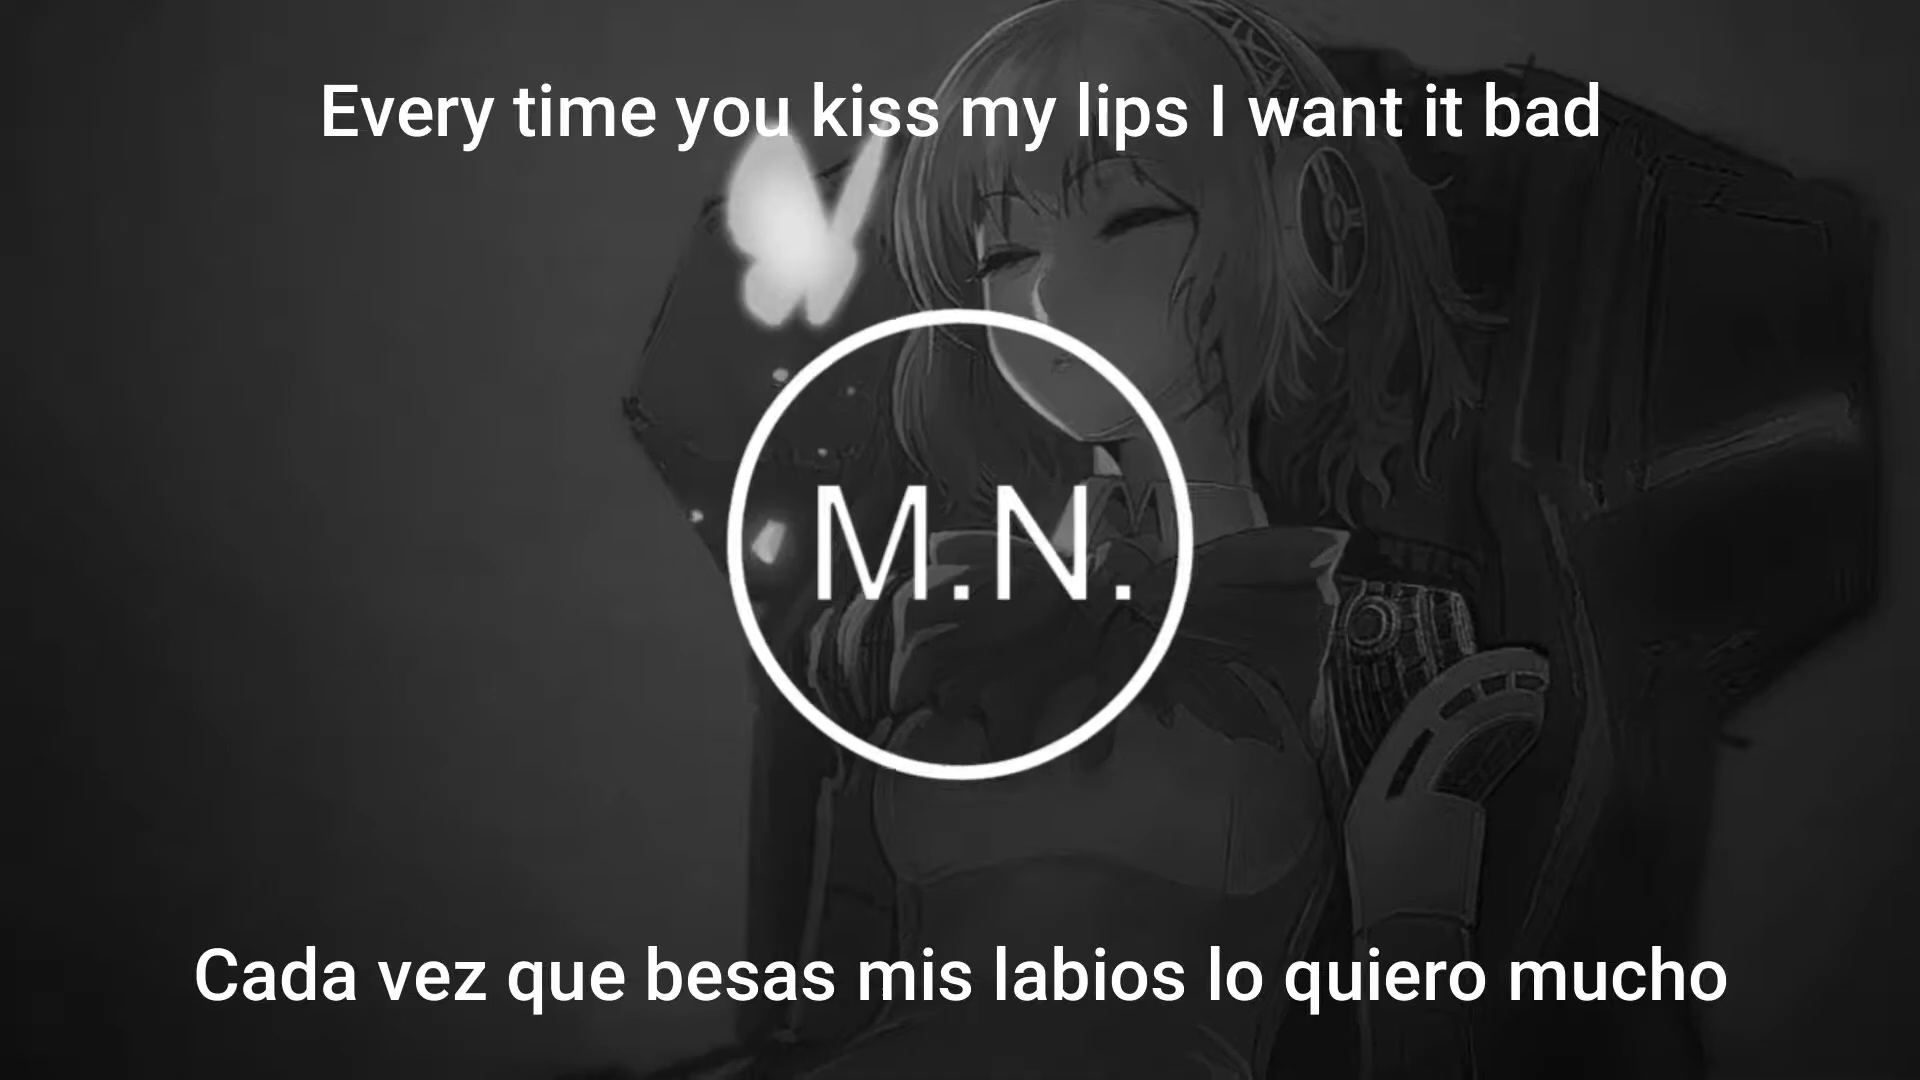 Every time you kiss my lips I want it bad
M.N.
Cada vez que besas mis labios lo quiero mucho